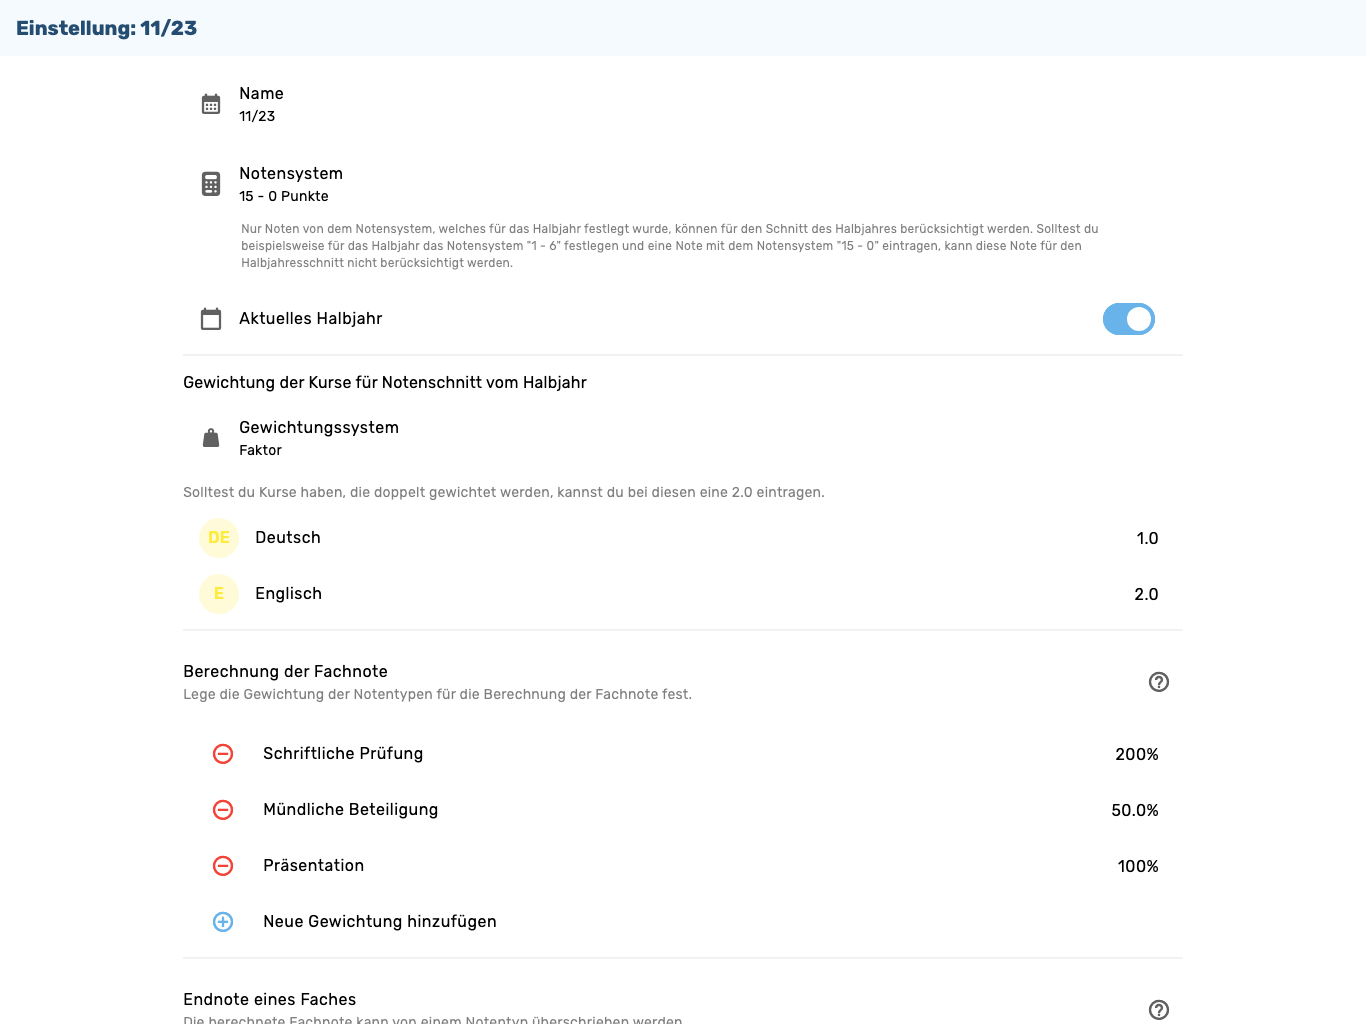 Einstellung: 11/23
Name
11/23
Notensystem
15 - 0 Punkte
Nur Noten von dem Notensystem, welches für das Halbjahr festlegt wurde, können für den Schnitt des Halbjahres berücksichtigt werden. Solltest du
beispielsweise für das Halbjahr das Notensystem "1 - 6" festlegen und eine Note mit dem Notensystem "15 - 0" eintragen, kann diese Note für den
Halbjahresschnitt nicht berücksichtigt werden.
Aktuelles Halbjahr
Gewichtung der Kurse für Notenschnitt vom Halbjahr
Gewichtungssystem
Faktor
Solltest du Kurse haben, die doppelt gewichtet werden, kannst du bei diesen eine 2.0 eintragen.
DE Deutsch 1.0
E Englisch 2.0
Berechnung der Fachnote
Lege die Gewichtung der Notentypen für die Berechnung der Fachnote fest.
Schriftliche Prüfung 200%
Mündliche Beteiligung 50.0%
Präsentation 100%
Neue Gewichtung hinzufügen
Endnote eines Faches
Die berechnete Fachnote kann von einem Notentyp überschrieben werden.